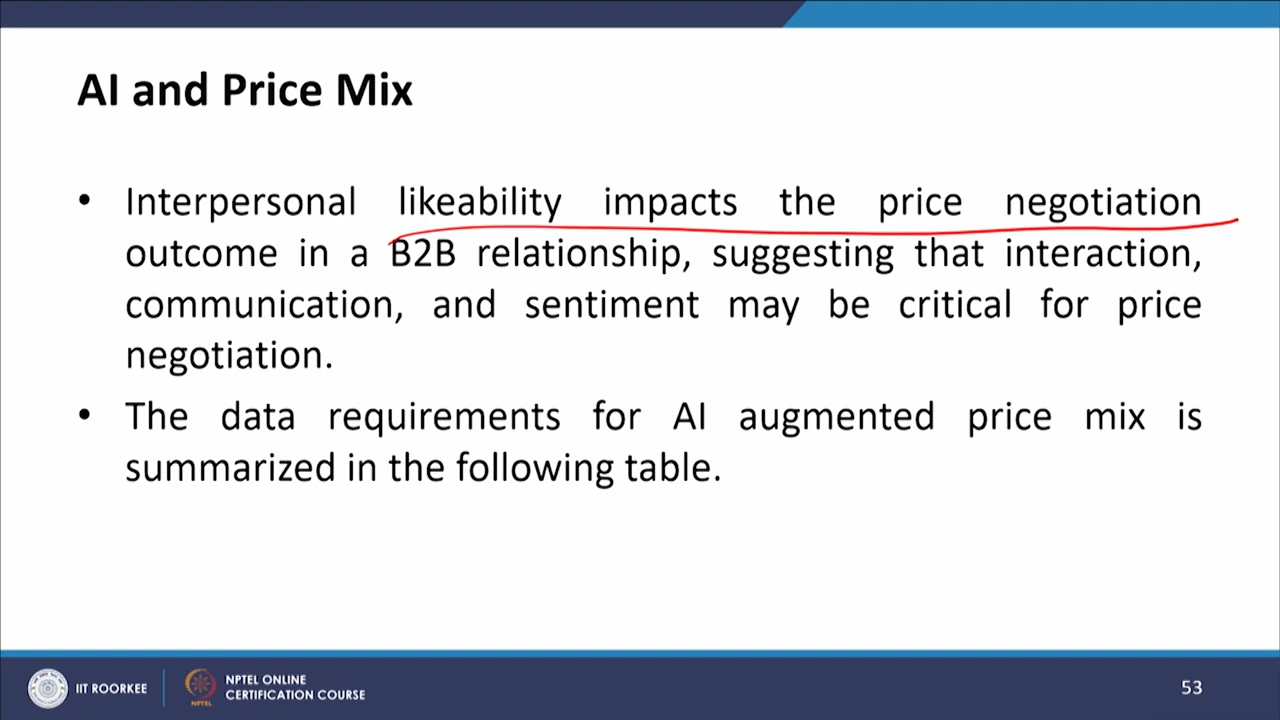 AI and Price Mix
• Interpersonal likeability impacts the price negotiation
outcome in a B2B relationship, suggesting that interaction,
communication, and sentiment may be critical for price
negotiation.
• The data requirements for AI augmented price mix is
summarized in the following table.
IIT ROORKEE
NPTEL
NPTEL ONLINE
CERTIFICATION COURSE
53